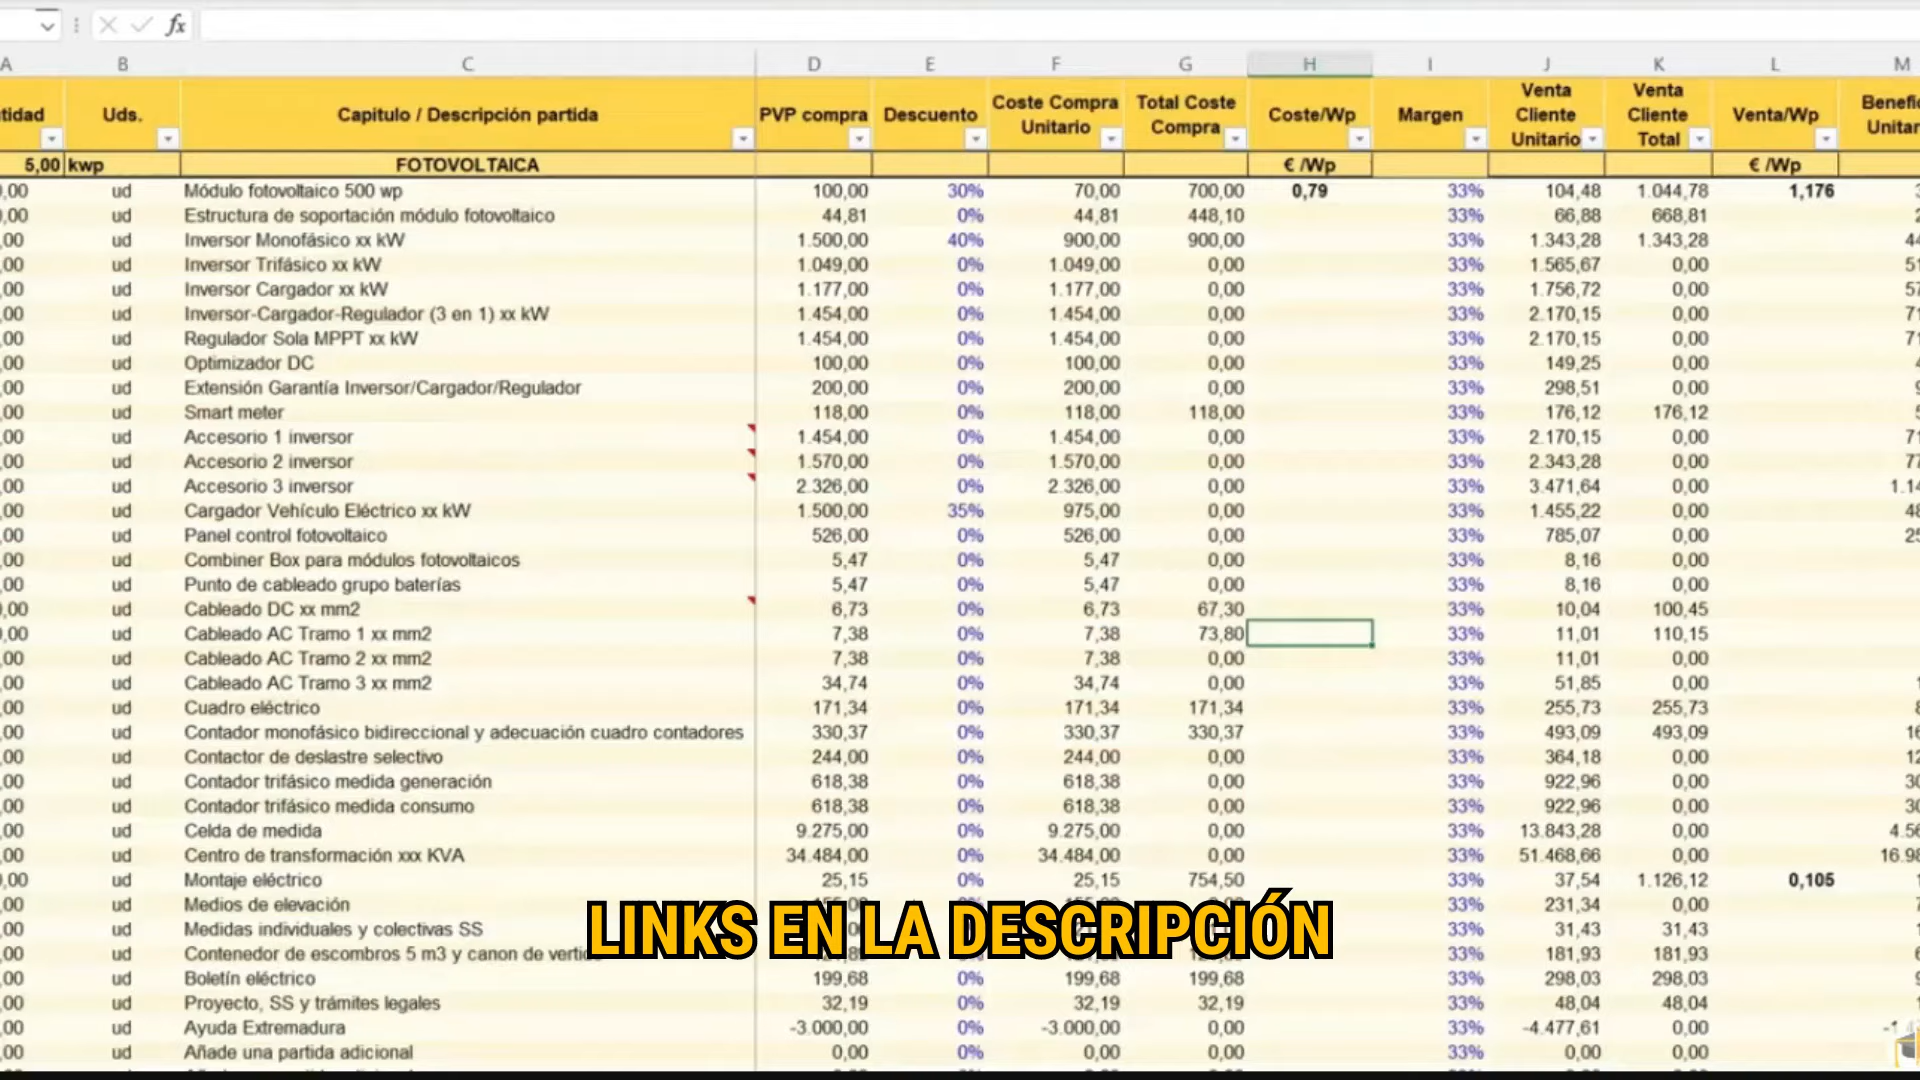 fx
A B C D E F G H I J K L M
Uds. Capítulo / Descripción partida PVP compra Descuento Coste Compra Unitario Total Coste Compra Coste/Wp Margen Venta Cliente Unitario Venta Cliente Total Venta/Wp
5,00 kwp FOTOVOLTAICA € /Wp € /Wp
ud Módulo fotovoltaico 500 wp 100,00 30% 70,00 700,00 0,79 33% 104,48 1.044,78 1,176
ud Estructura de soportación módulo fotovoltaico 44,81 0% 44,81 448,10 33% 66,88 668,81
ud Inversor Monofásico xx kW 1.500,00 40% 900,00 900,00 33% 1.343,28 1.343,28
ud Inversor Trifásico xx kW 1.049,00 0% 1.049,00 0,00 33% 1.565,67 0,00
ud Inversor Cargador xx kW 1.177,00 0% 1.177,00 0,00 33% 1.756,72 0,00
ud Inversor-Cargador-Regulador (3 en 1) xx kW 1.454,00 0% 1.454,00 0,00 33% 2.170,15 0,00
ud Regulador Sola MPPT xx kW 1.454,00 0% 1.454,00 0,00 33% 2.170,15 0,00
ud Optimizador DC 100,00 0% 100,00 0,00 33% 149,25 0,00
ud Extensión Garantía Inversor/Cargador/Regulador 200,00 0% 200,00 0,00 33% 298,51 0,00
ud Smart meter 118,00 0% 118,00 118,00 33% 176,12 176,12
ud Accesorio 1 inversor 1.454,00 0% 1.454,00 0,00 33% 2.170,15 0,00
ud Accesorio 2 inversor 1.570,00 0% 1.570,00 0,00 33% 2.343,28 0,00
ud Accesorio 3 inversor 2.326,00 0% 2.326,00 0,00 33% 3.471,64 0,00
ud Cargador Vehículo Eléctrico xx kW 1.500,00 35% 975,00 0,00 33% 1.455,22 0,00
ud Panel control fotovoltaico 526,00 0% 526,00 0,00 33% 785,07 0,00
ud Combiner Box para módulos fotovoltaicos 5,47 0% 5,47 0,00 33% 8,16 0,00
ud Punto de cableado grupo baterías 5,47 0% 5,47 0,00 33% 8,16 0,00
ud Cableado DC xx mm2 6,73 0% 6,73 67,30 33% 10,04 100,45
ud Cableado AC Tramo 1 xx mm2 7,38 0% 7,38 73,80 33% 11,01 110,15
ud Cableado AC Tramo 2 xx mm2 7,38 0% 7,38 0,00 33% 11,01 0,00
ud Cableado AC Tramo 3 xx mm2 34,74 0% 34,74 0,00 33% 51,85 0,00
ud Cuadro eléctrico 171,34 0% 171,34 171,34 33% 255,73 255,73
ud Contador monofásico bidireccional y adecuación cuadro contadores 330,37 0% 330,37 330,37 33% 493,09 493,09
ud Contactor de deslastre selectivo 244,00 0% 244,00 0,00 33% 364,18 0,00
ud Contador trifásico medida generación 618,38 0% 618,38 0,00 33% 922,96 0,00
ud Contador trifásico medida consumo 618,38 0% 618,38 0,00 33% 922,96 0,00
ud Celda de medida 9.275,00 0% 9.275,00 0,00 33% 13.843,28 0,00
ud Centro de transformación xxx KVA 34.484,00 0% 34.484,00 0,00 33% 51.468,66 0,00
ud Montaje eléctrico 25,15 0% 25,15 754,50 33% 37,54 1.126,12 0,105
ud Medios de elevación 33% 231,34 0,00
ud Medidas individuales y colectivas SS 33% 31,43 31,43
ud Contenedor de escombros 5 m3 y canon de 33% 181,93 181,93
LINKS EN LA DESCRIPCIÓN
ud Boletín eléctrico 199,68 0% 199,68 199,68 33% 298,03 298,03
ud Proyecto, SS y trámites legales 32,19 0% 32,19 32,19 33% 48,04 48,04
ud Ayuda Extremadura -3.000,00 0% -3.000,00 0,00 33% -4.477,61 0,00
ud Añade una partida adicional 0,00 0% 0,00 0,00 33% 0,00 0,00